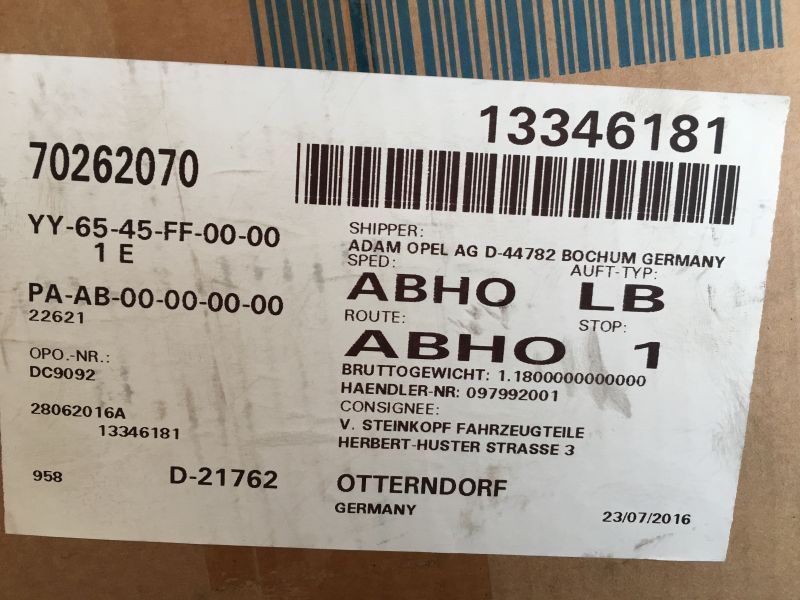 13346181
70262070
YY-65-45-FF-00-00
1 E
PA-AB-00-00-00-00
22621
OPO.-NR.:
DC9092
28062016A
13346181
958
D-21762
SHIPPER:
ADAM OPEL AG D-44782 BOCHUM GERMANY
SPED: AUFT-TYP:
ABHO LB
ROUTE: STOP:
ABHO 1
BRUTTOGEWICHT: 1.1800000000000
HAENDLER-NR: 097992001
CONSIGNEE:
V. STEINKOPF FAHRZEUGTEILE
HERBERT-HUSTER STRASSE 3
OTTERNDORF
GERMANY
23/07/2016